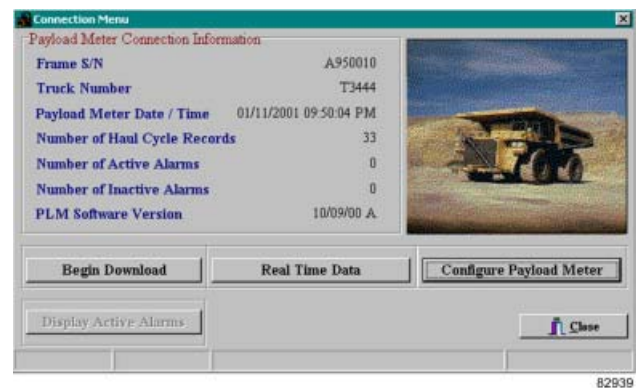 Connection Menu
Payload Meter Connection Information
Frame S/N A950010
Truck Number T3444
Payload Meter Date / Time 01/11/2001 09:50:04 PM
Number of Haul Cycle Records 33
Number of Active Alarms 0
Number of Inactive Alarms 0
PLM Software Version 10/09/00 A
Begin Download Real Time Data Configure Payload Meter
Display Active Alarms Close
82939